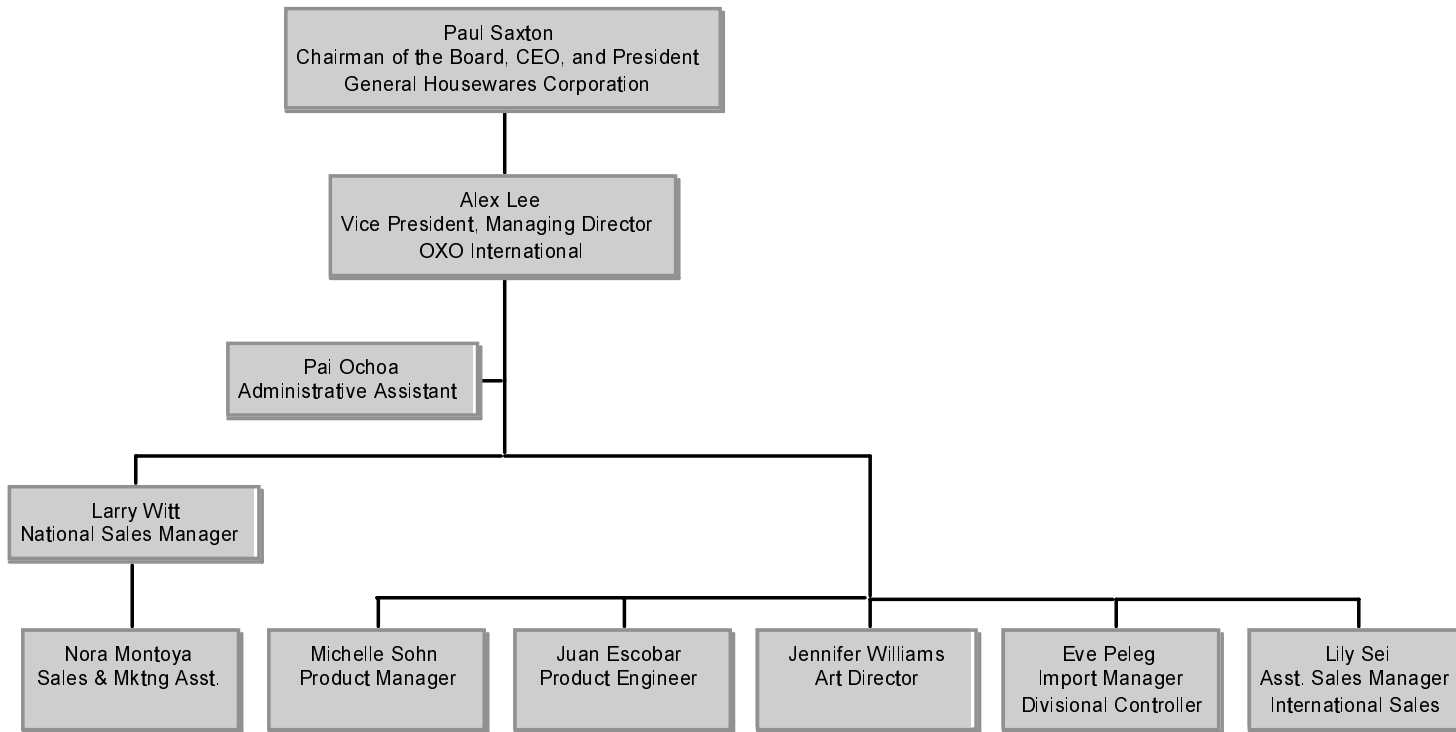 Paul Saxton
Chairman of the Board, CEO, and President
General Housewares Corporation
Alex Lee
Vice President, Managing Director
OXO International
Pai Ochoa
Administrative Assistant
Larry Witt
National Sales Manager
Nora Montoya
Sales & Mktng Asst.
Michelle Sohn
Product Manager
Juan Escobar
Product Engineer
Jennifer Williams
Art Director
Eve Peleg
Import Manager
Divisional Controller
Lily Sei
Asst. Sales Manager
International Sales